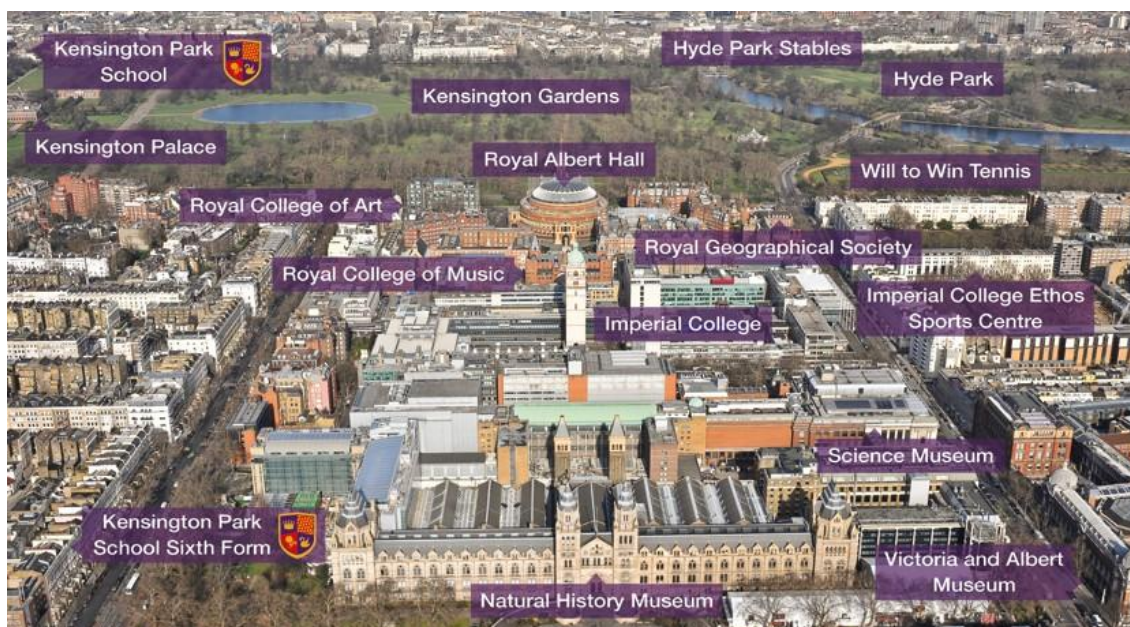 Kensington Park
School
Hyde Park Stables
Hyde Park
Kensington Gardens
Kensington Palace
Royal Albert Hall
Will to Win Tennis
Royal College of Art
Royal Geographical Society
Royal College of Music
Imperial College Ethos
Sports Centre
Imperial College
Science Museum
Kensington Park
School Sixth Form
Victoria and Albert
Museum
Natural History Museum